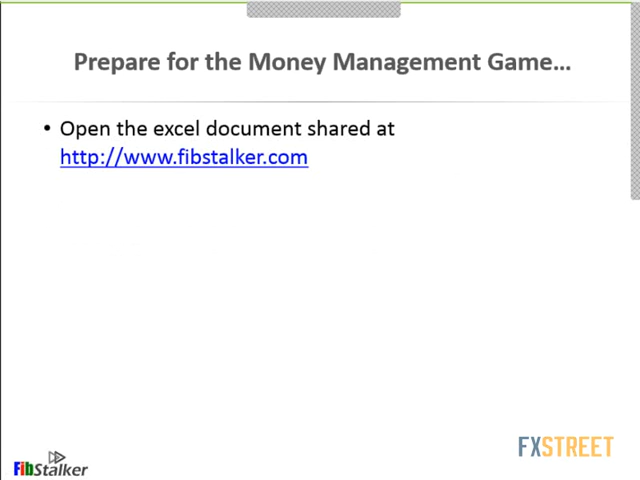 Prepare for the Money Management Game…
• Open the excel document shared at
http://www.fibstalker.com
FXSTREET
FibStalker